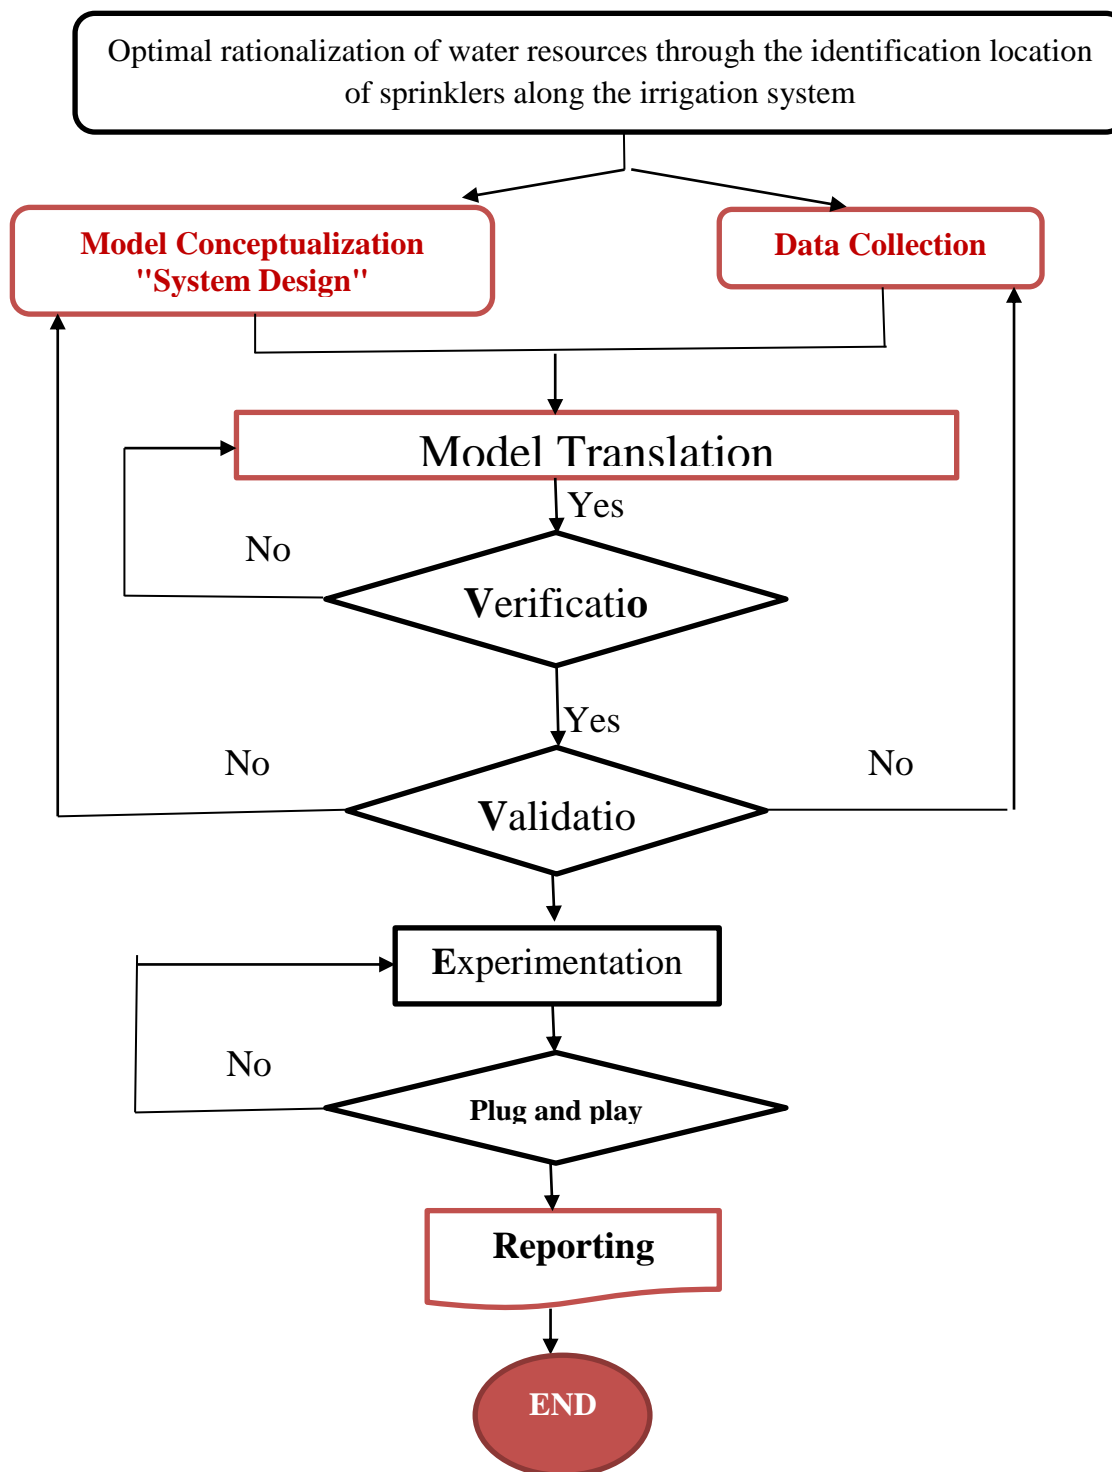 Optimal rationalization of water resources through the identification location
of sprinklers along the irrigation system
Model Conceptualization
"System Design"
Data Collection
Model Translation
Yes
No
Verificatio
Yes
No
No
Validatio
Experimentation
No
Plug and play
Reporting
END